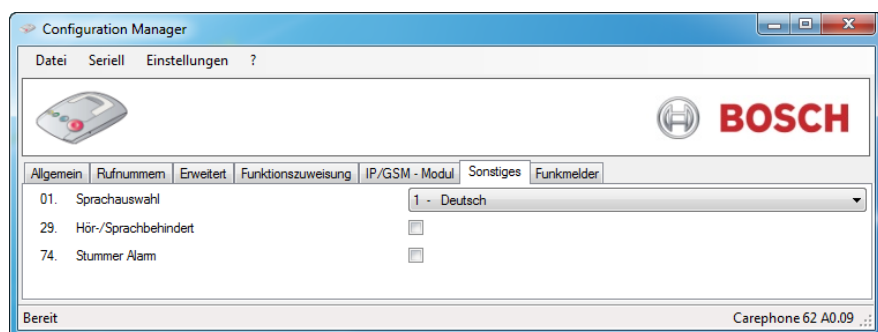 Configuration Manager
Datei Seriell Einstellungen ?
BOSCH
Allgemein Rufnummern Erweitert Funktionszuweisung IP/GSM - Modul Sonstiges Funkmelder
01. Sprachauswahl 1 - Deutsch
29. Hör-/Sprachbehindert
74. Stummer Alarm
Bereit Carephone 62 A0.09